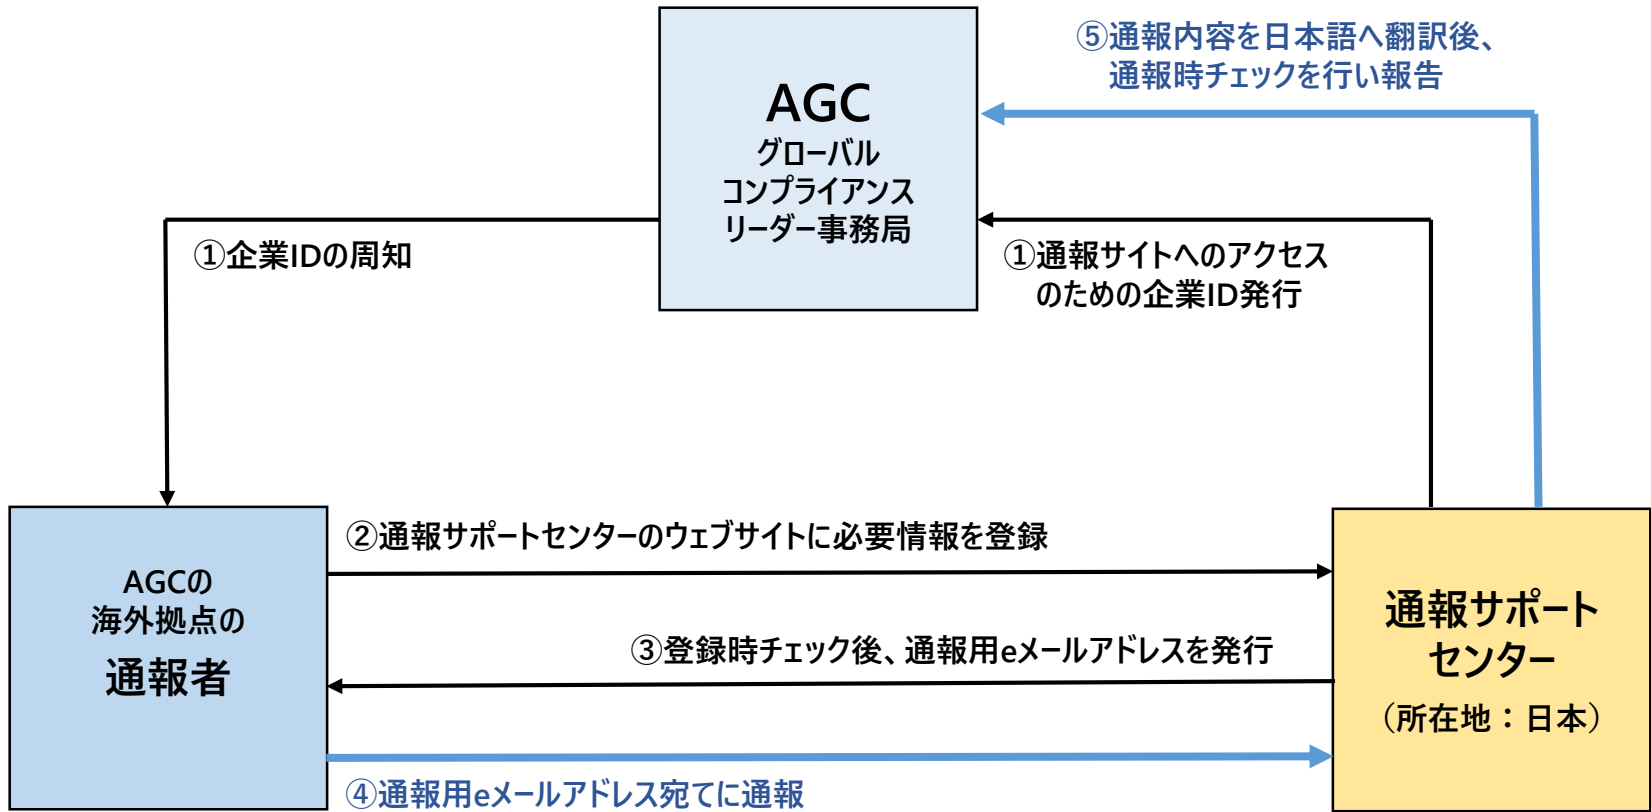 ⑤通報内容を日本語へ翻訳後、
通報時チェックを行い報告
AGC
グローバル
コンプライアンス
リーダー事務局
①企業IDの周知
①通報サイトへのアクセス
のための企業ID発行
②通報サポートセンターのウェブサイトに必要情報を登録
AGCの
海外拠点の
通報者
③登録時チェック後、通報用eメールアドレスを発行
通報サポート
センター
（所在地：日本）
④通報用eメールアドレス宛てに通報